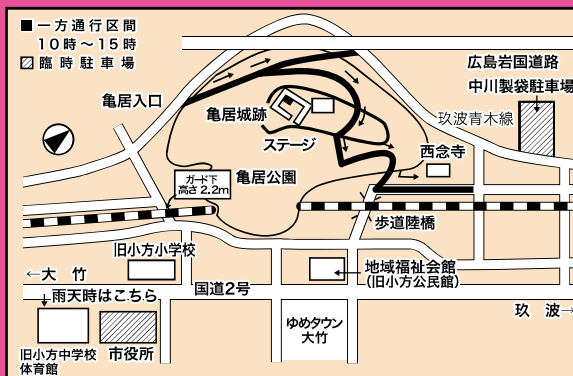 ■一方通行区間
10時～15時
臨時駐車場
広島岩国道路
中川製袋駐車場
亀居入口
亀居城跡
玖波青木線
ステージ
西念寺
ガード下
高さ2.2m
亀居公園
歩道陸橋
旧小方小学校
←大 竹
地域福祉会館
(旧小方公民館)
国道2号
雨天時はこちら
玖 波→
ゆめタウン
大竹
旧小方中学校
体育館
市役所